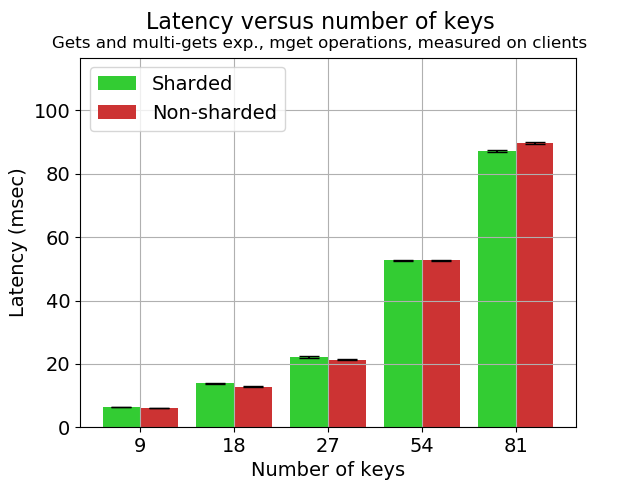 Latency versus number of keys
Gets and multi-gets exp., mget operations, measured on clients
Sharded
Non-sharded
100
80
60
40
20
0
Latency (msec)
9 18 27 54 81
Number of keys